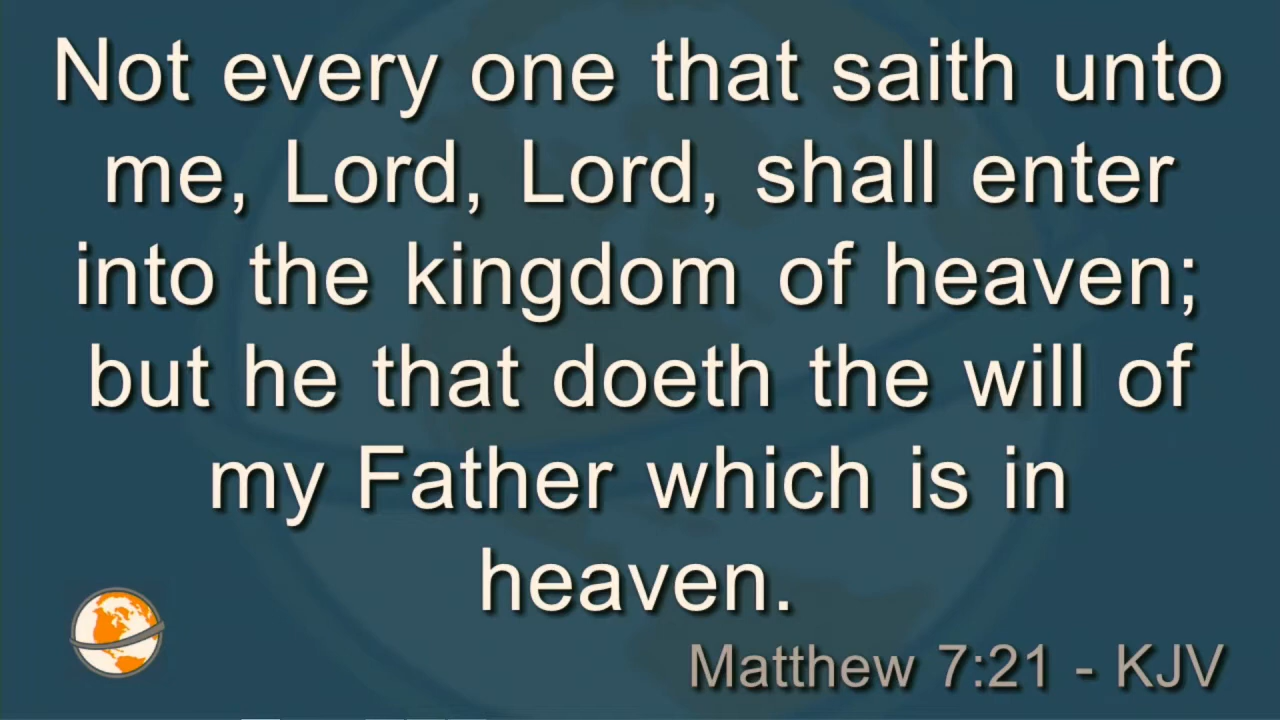 Not every one that saith unto
me, Lord, Lord, shall enter
into the kingdom of heaven;
but he that doeth the will of
my Father which is in
heaven.
Matthew 7:21 - KJV